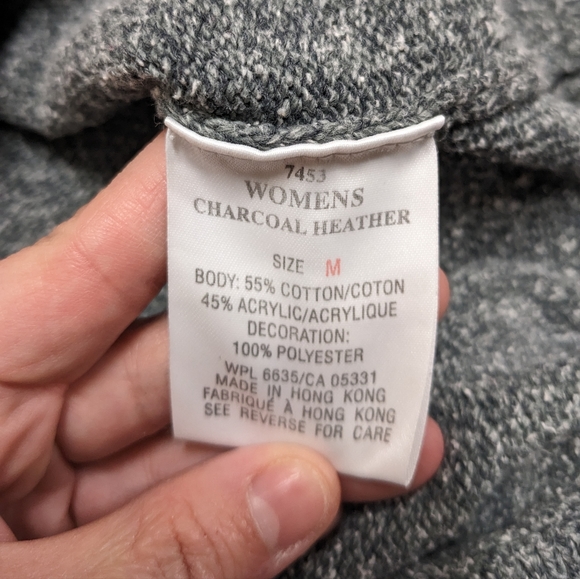 7453
WOMENS
CHARCOAL HEATHER
SIZE M
BODY: 55% COTTON/COTON
45% ACRYLIC/ACRYLIQUE
DECORATION:
100% POLYESTER
WPL 6635/CA 05331
MADE IN HONG KONG
FABRIQUÉ À HONG KONG
SEE REVERSE FOR CARE